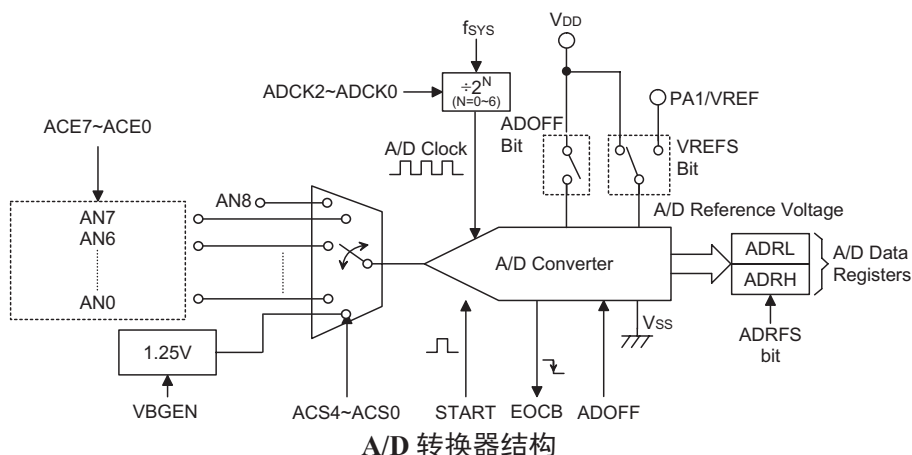 fSYS
VDD
÷2^N
(N=0~6)
ADCK2~ADCK0
PA1/VREF
ADOFF
Bit
VREFS
Bit
ACE7~ACE0
A/D Clock
AN8
AN7
AN6
AN0
A/D Reference Voltage
A/D Converter
ADRL
ADRH
A/D Data
Registers
VSS
1.25V
ADRFS
bit
VBGEN
ACS4~ACS0
START
EOCB
ADOFF
A/D 转换器结构